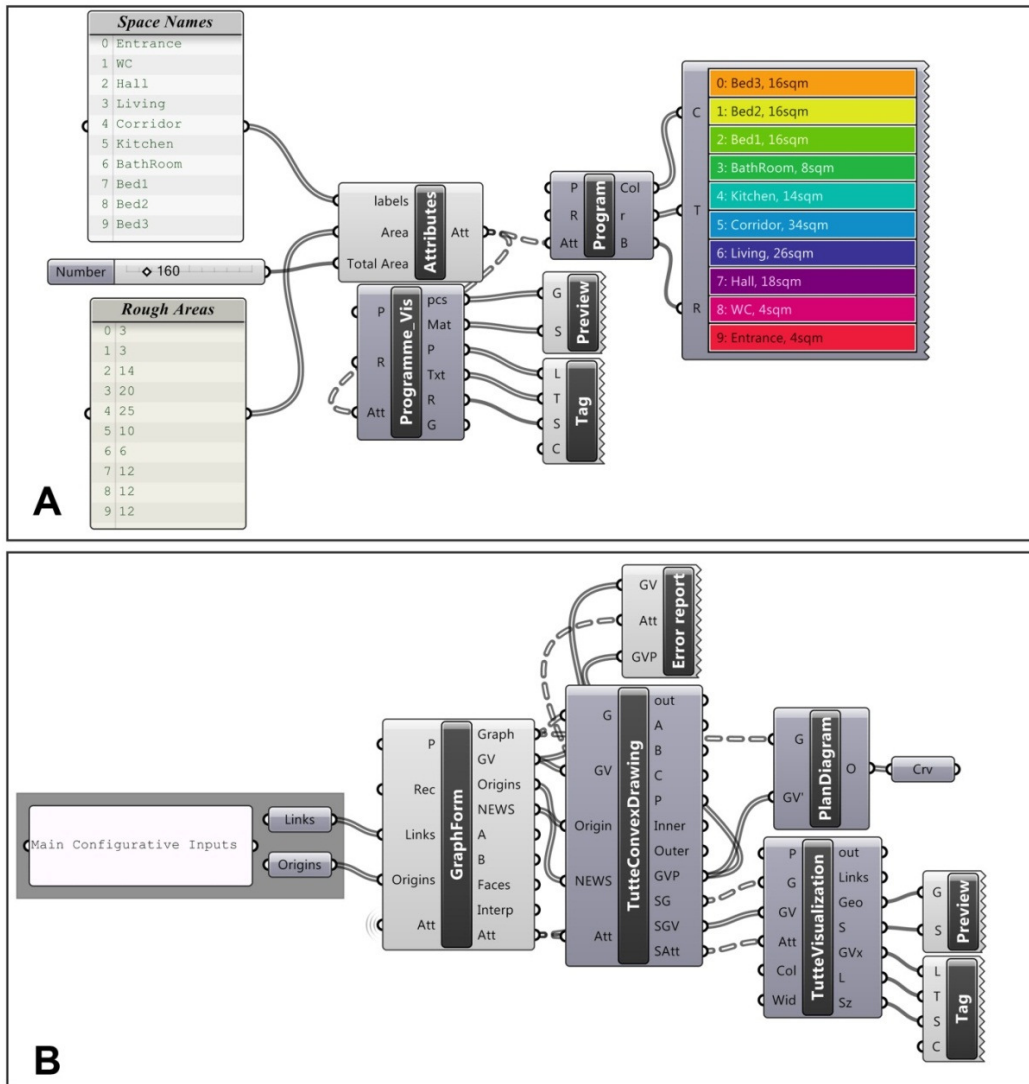 Space Names
0 Entrance
1 WC
2 Hall
3 Living
4 Corridor
5 Kitchen
6 BathRoom
7 Bed1
8 Bed2
9 Bed3
Number 160
Rough Areas
0 3
1 3
2 14
3 20
4 25
5 10
6 6
7 12
8 12
9 12
labels
Area
Total Area
Attributes
Att
P
R
Att
Programme_Vis
pcs
Mat
P
Txt
R
G
G
S
Preview
L
T
S
C
Tag
P
R
Att
Program
Col
r
B
C
T
R
0: Bed3, 16sqm
1: Bed2, 16sqm
2: Bed1, 16sqm
3: BathRoom, 8sqm
4: Kitchen, 14sqm
5: Corridor, 34sqm
6: Living, 26sqm
7: Hall, 18sqm
8: WC, 4sqm
9: Entrance, 4sqm
A
Main Configurative Inputs
Links
Origins
P
Rec
Links
Origins
Att
GraphForm
Graph
GV
Origins
NEWS
A
B
Faces
Interp
Att
GV
Att
GVP
Error report
G
GV
Origin
NEWS
Att
TutteConvexDrawing
out
A
B
C
P
Inner
Outer
GVP
SG
SGV
SAtt
G
GV'
PlanDiagram
O
Crv
P
G
GV
Att
Col
Wid
TutteVisualization
out
Links
Geo
S
GVx
L
Sz
G
S
Preview
L
T
S
C
Tag
B